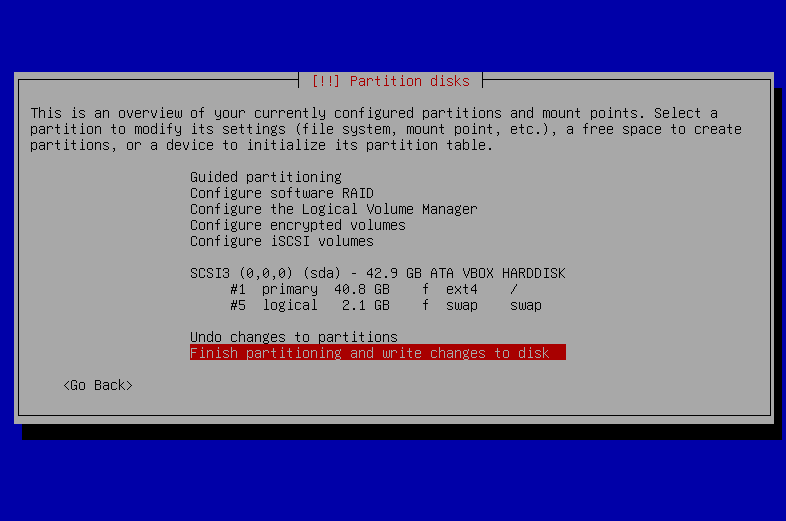 [!!] Partition disks
This is an overview of your currently configured partitions and mount points. Select a
partition to modify its settings (file system, mount point, etc.), a free space to create
partitions, or a device to initialize its partition table.
Guided partitioning
Configure software RAID
Configure the Logical Volume Manager
Configure encrypted volumes
Configure iSCSI volumes
SCSI3 (0,0,0) (sda) - 42.9 GB ATA VBOX HARDDISK
#1 primary 40.8 GB f ext4 /
#5 logical 2.1 GB f swap swap
Undo changes to partitions
Finish partitioning and write changes to disk
<Go Back>